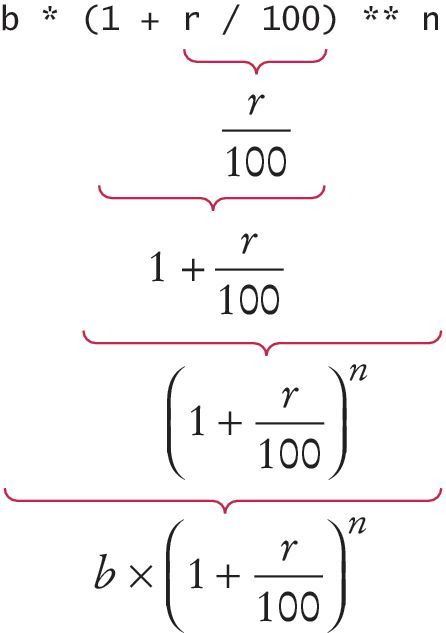 b * (1 + r / 100) ** n
r
100
1 + r
100
(1 + r
100)^n
b × (1 + r
100)^n